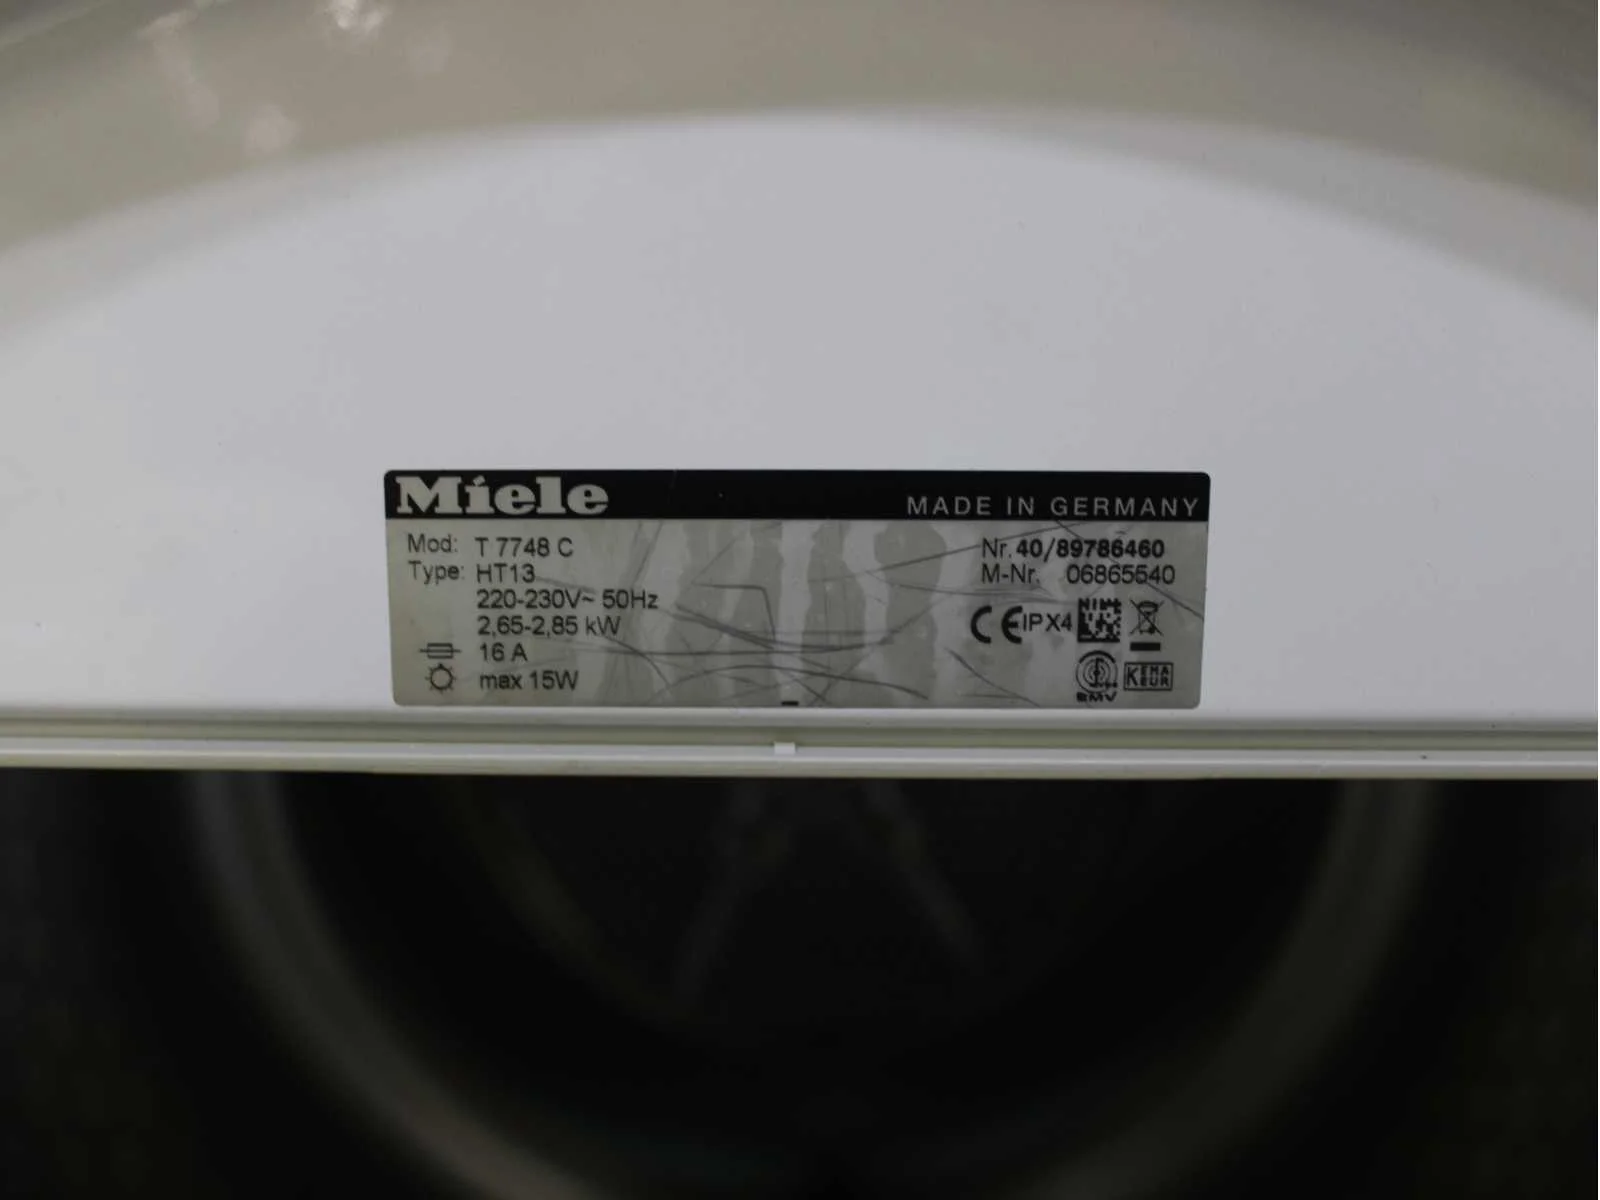 Miele MADE IN GERMANY
Mod: T 7748 C Nr. 40/89786460
Type: HT13 M-Nr. 06865540
220-230V~ 50Hz
2,65-2,85 kW
CE IPX4
16 A
max 15W
KEMA EUR
EMV